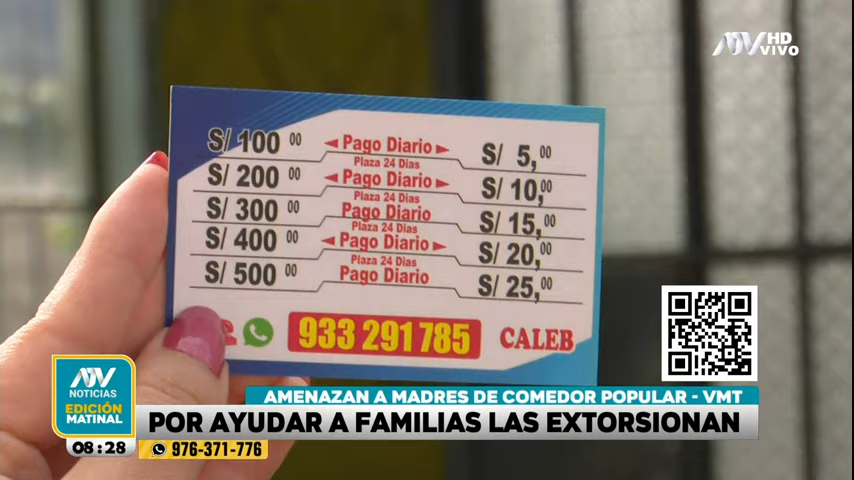 ATV HD
VIVO
S/ 100 00 Pago Diario S/ 5,00
Plaza 24 Dias
S/ 200 00 Pago Diario S/ 10,00
Plaza 24 Dias
S/ 300 00 Pago Diario S/ 15,00
Plaza 24 Dias
S/ 400 00 Pago Diario S/ 20,00
Plaza 24 Dias
S/ 500 00 Pago Diario S/ 25,00
933 291 785 CALEB
ATV
NOTICIAS
EDICIÓN
MATINAL
08:28
AMENAZAN A MADRES DE COMEDOR POPULAR - VMT
POR AYUDAR A FAMILIAS LAS EXTORSIONAN
976-371-776